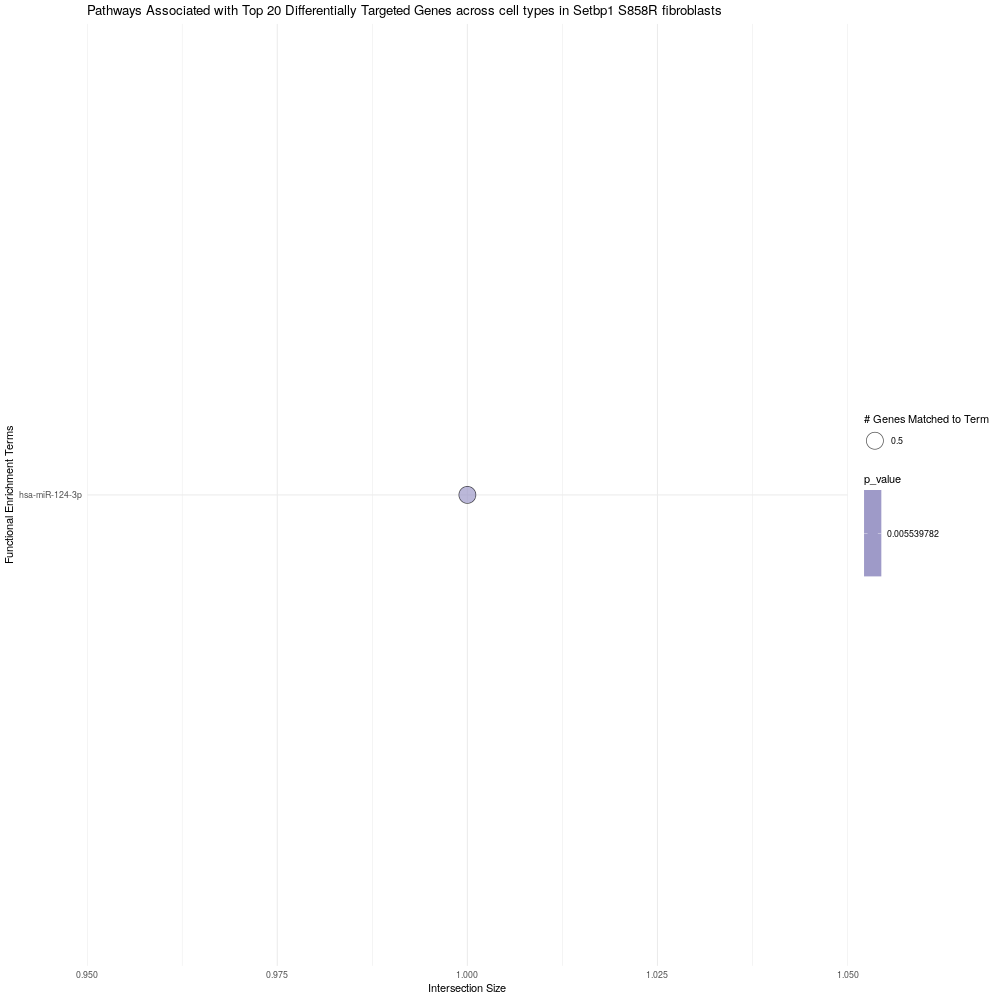 Pathways Associated with Top 20 Differentially Targeted Genes across cell types in Setbp1 S858R fibroblasts
Functional Enrichment Terms
hsa-miR-124-3p
# Genes Matched to Term
0.5
p_value
0.005539782
0.950
0.975
1.000
1.025
1.050
Intersection Size